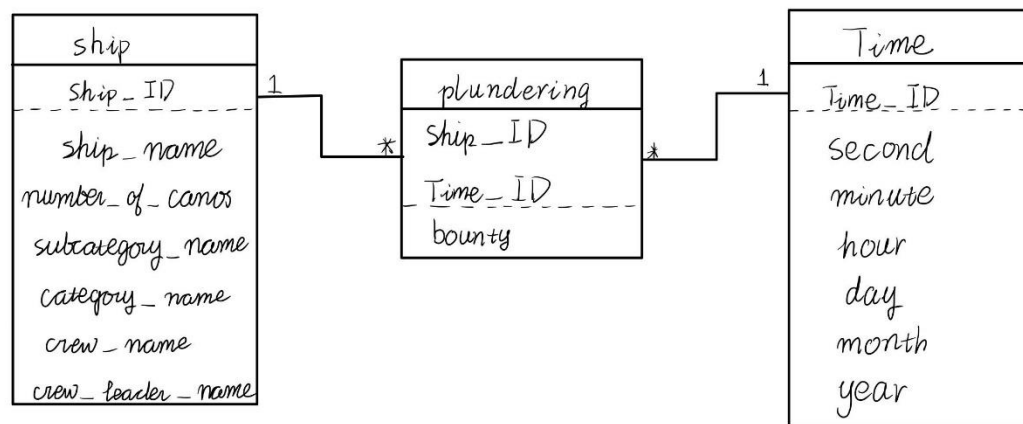 ship
ship_ID
ship_name
number_of_canos
subcategory_name
category_name
crew_name
crew_leader_name
1
*
plundering
ship_ID
Time_ID
bounty
*
1
Time
Time_ID
second
minute
hour
day
month
year